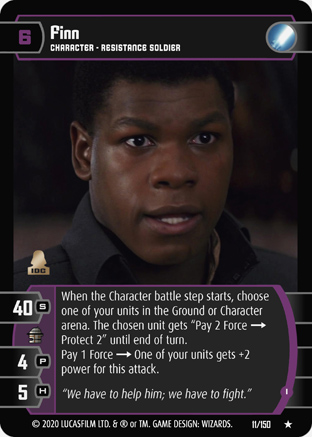 6
Finn
CHARACTER • RESISTANCE SOLDIER
IDC
40 S
When the Character battle step starts, choose
one of your units in the Ground or Character
arena. The chosen unit gets “Pay 2 Force →
Protect 2” until end of turn.
4 P
Pay 1 Force → One of your units gets +2
power for this attack.
5 H
“We have to help him; we have to fight.”
1
© 2020 LUCASFILM LTD. & ® or TM. GAME DESIGN: WIZARDS. 11/150 ★